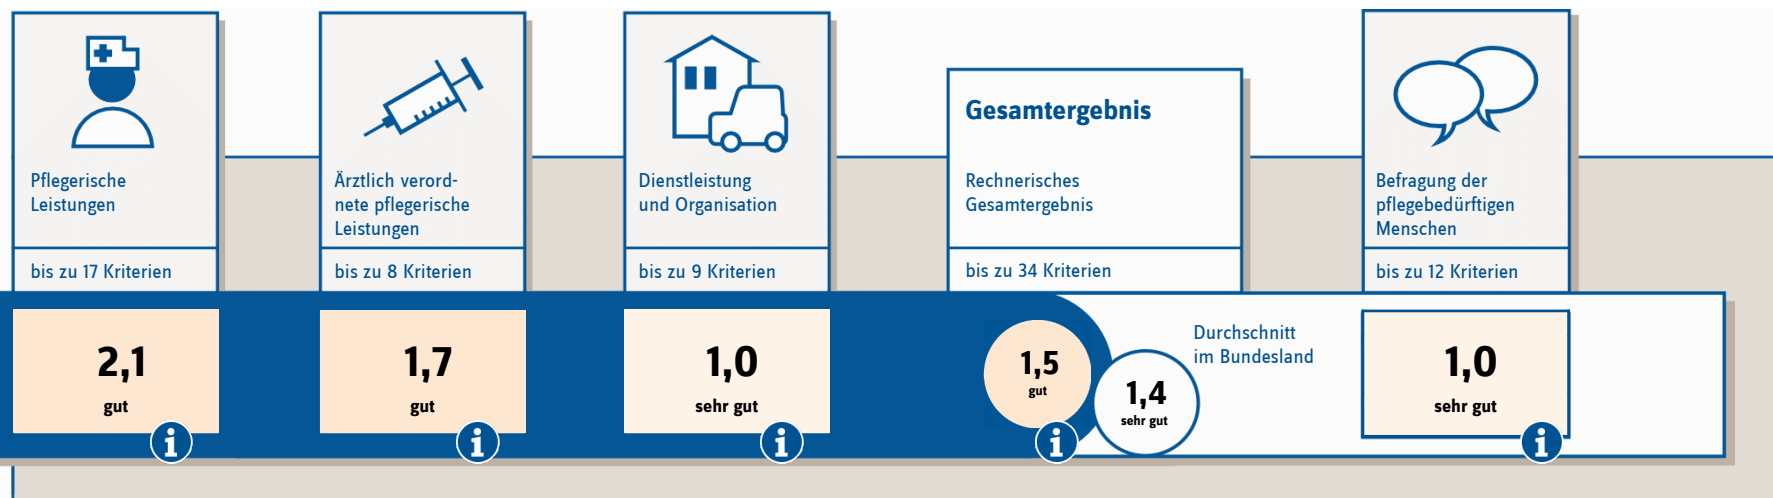 Pflegerische
Leistungen
bis zu 17 Kriterien
2,1
gut
i
Ärztlich verord-
nete pflegerische
Leistungen
bis zu 8 Kriterien
1,7
gut
i
Dienstleistung
und Organisation
bis zu 9 Kriterien
1,0
sehr gut
i
Gesamtergebnis
Rechnerisches
Gesamtergebnis
bis zu 34 Kriterien
1,5
gut
i
1,4
sehr gut
Durchschnitt
im Bundesland
Befragung der
pflegebedürftigen
Menschen
bis zu 12 Kriterien
1,0
sehr gut
i